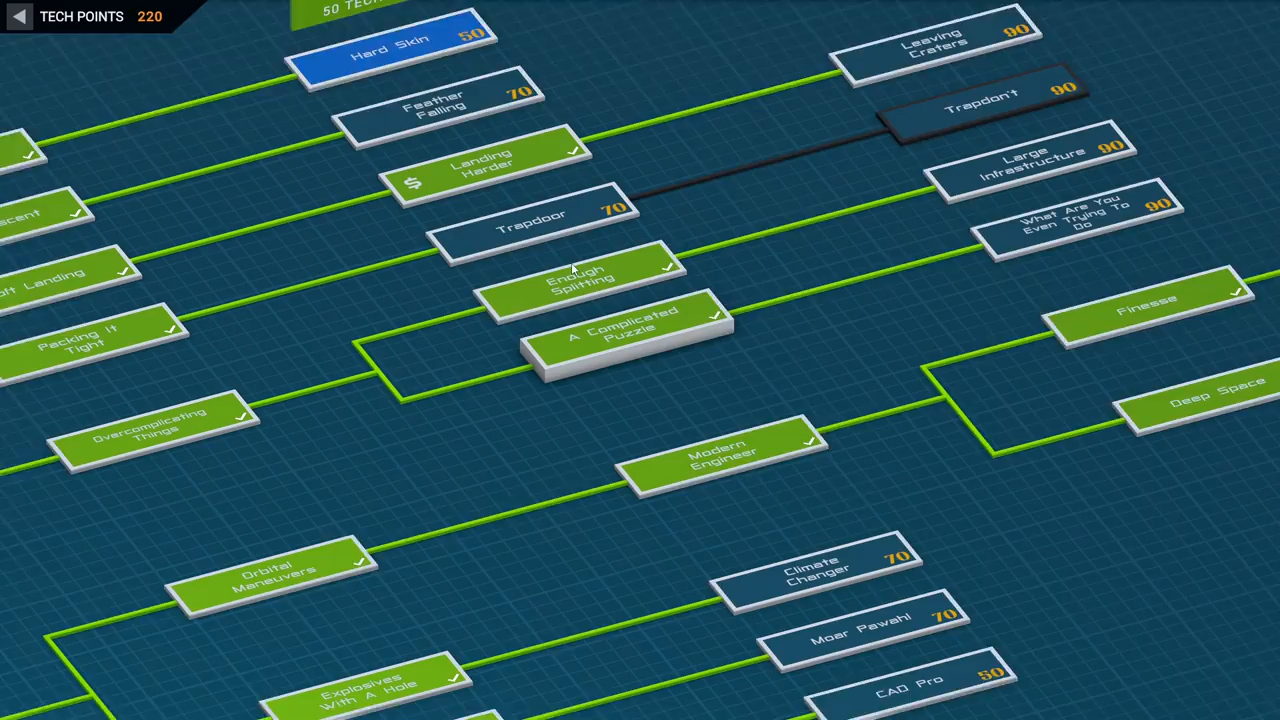 TECH POINTS 220
50 TECH
Hard Skin 50
Leaving
Craters 90
Feather
Falling 70
Trapdon't 90
$ Landing
Harder
Large
Infrastructure 90
scent
Trapdoor 70
What Are You
Even Trying To
Do 90
oft Landing
Enough
Splitting
Finesse
Packing It
Tight
A Complicated
Puzzle
Deep Space
Overcomplicating
Things
Modern
Engineer
Orbital
Maneuvers
Climate
Changer 70
Moar Pawah! 70
Explosives
With A Hole
CAD Pro 50